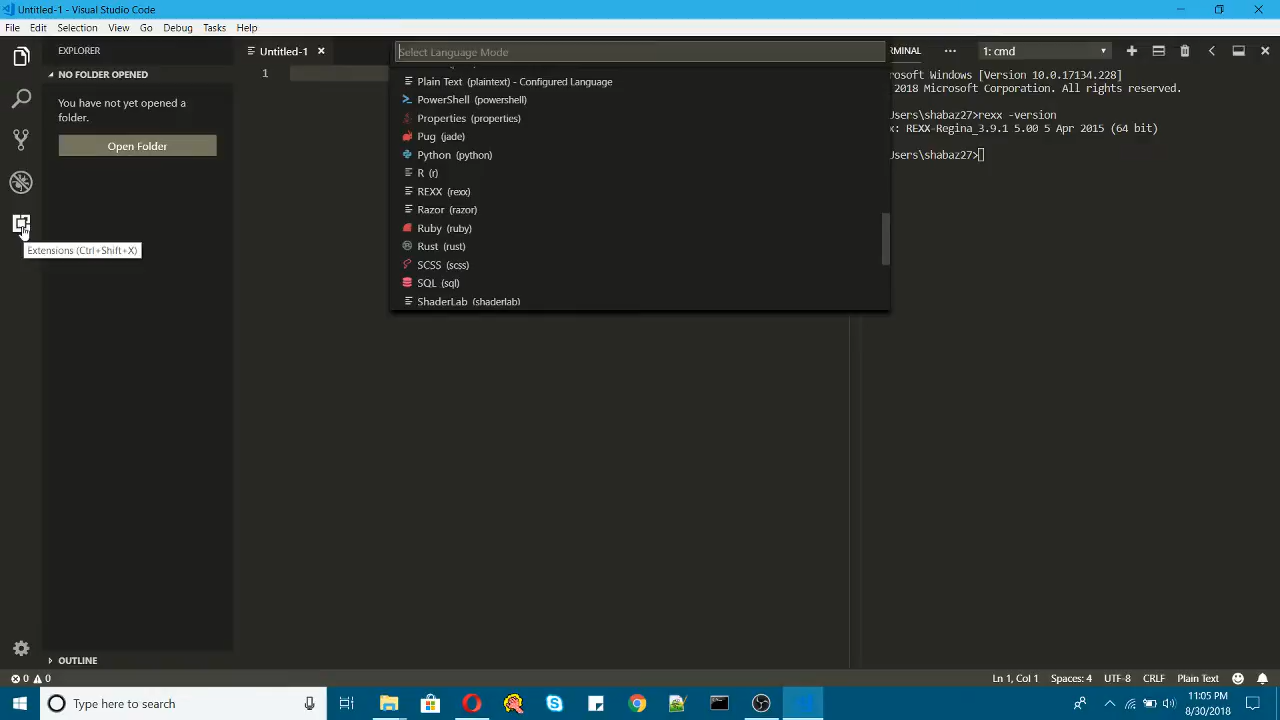 Untitled-1 - Visual Studio Code
File Edit Selection View Go Debug Tasks Help
EXPLORER
NO FOLDER OPENED
You have not yet opened a
folder.
Open Folder
Extensions (Ctrl+Shift+X)
OUTLINE
Untitled-1
1
Select Language Mode
Plain Text (plaintext) - Configured Language
PowerShell (powershell)
Properties (properties)
Pug (jade)
Python (python)
R (r)
REXX (rexx)
Razor (razor)
Ruby (ruby)
Rust (rust)
SCSS (scss)
SQL (sql)
ShaderLab (shaderlab)
RMINAL ... 1: cmd
rosoft Windows [Version 10.0.17134.228]
2018 Microsoft Corporation. All rights reserved.
sers\shabaz27>rexx -version
x: REXX-Regina_3.9.1 5.00 5 Apr 2015 (64 bit)
sers\shabaz27>
0 0
Ln 1, Col 1 Spaces: 4 UTF-8 CRLF Plain Text
Type here to search
11:05 PM
8/30/2018